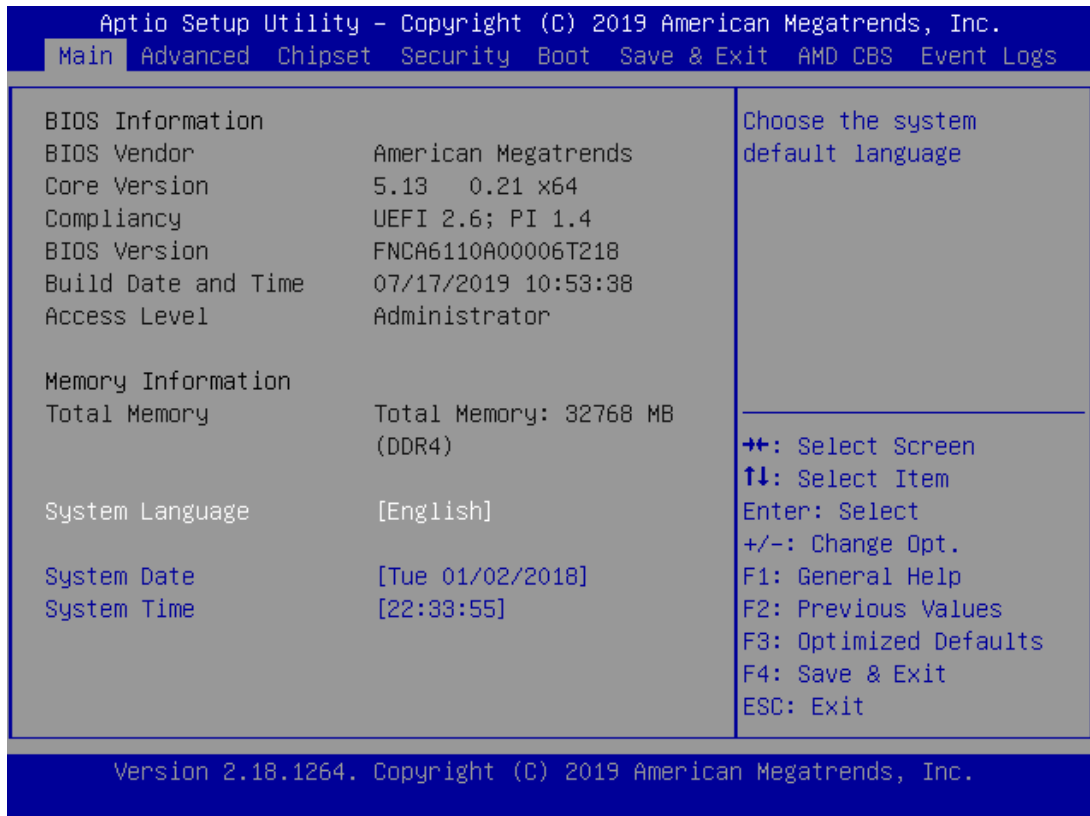 Aptio Setup Utility – Copyright (C) 2019 American Megatrends, Inc.
Main Advanced Chipset Security Boot Save & Exit AMD CBS Event Logs
BIOS Information
BIOS Vendor American Megatrends
Core Version 5.13 0.21 x64
Compliancy UEFI 2.6; PI 1.4
BIOS Version FNCA6110A00006T218
Build Date and Time 07/17/2019 10:53:38
Access Level Administrator
Memory Information
Total Memory Total Memory: 32768 MB
(DDR4)
System Language [English]
System Date [Tue 01/02/2018]
System Time [22:33:55]
Choose the system
default language
→←: Select Screen
↑↓: Select Item
Enter: Select
+/-: Change Opt.
F1: General Help
F2: Previous Values
F3: Optimized Defaults
F4: Save & Exit
ESC: Exit
Version 2.18.1264. Copyright (C) 2019 American Megatrends, Inc.